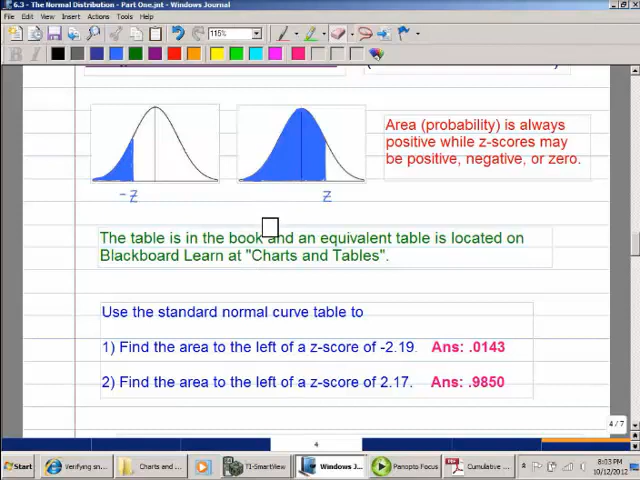 6.3 - The Normal Distribution - Part One.jnt - Windows Journal
File Edit View Insert Actions Tools Help
115%
B I
-z
z
Area (probability) is always
positive while z-scores may
be positive, negative, or zero.
The table is in the book and an equivalent table is located on
Blackboard Learn at "Charts and Tables".
Use the standard normal curve table to
1) Find the area to the left of a z-score of -2.19. Ans: .0143
2) Find the area to the left of a z-score of 2.17. Ans: .9850
4 / 7
4
Start Verifying sn... Charts and ... TI-SmartView Windows J... Panopto Focus Cumulative ... 8:03 PM
10/12/2012